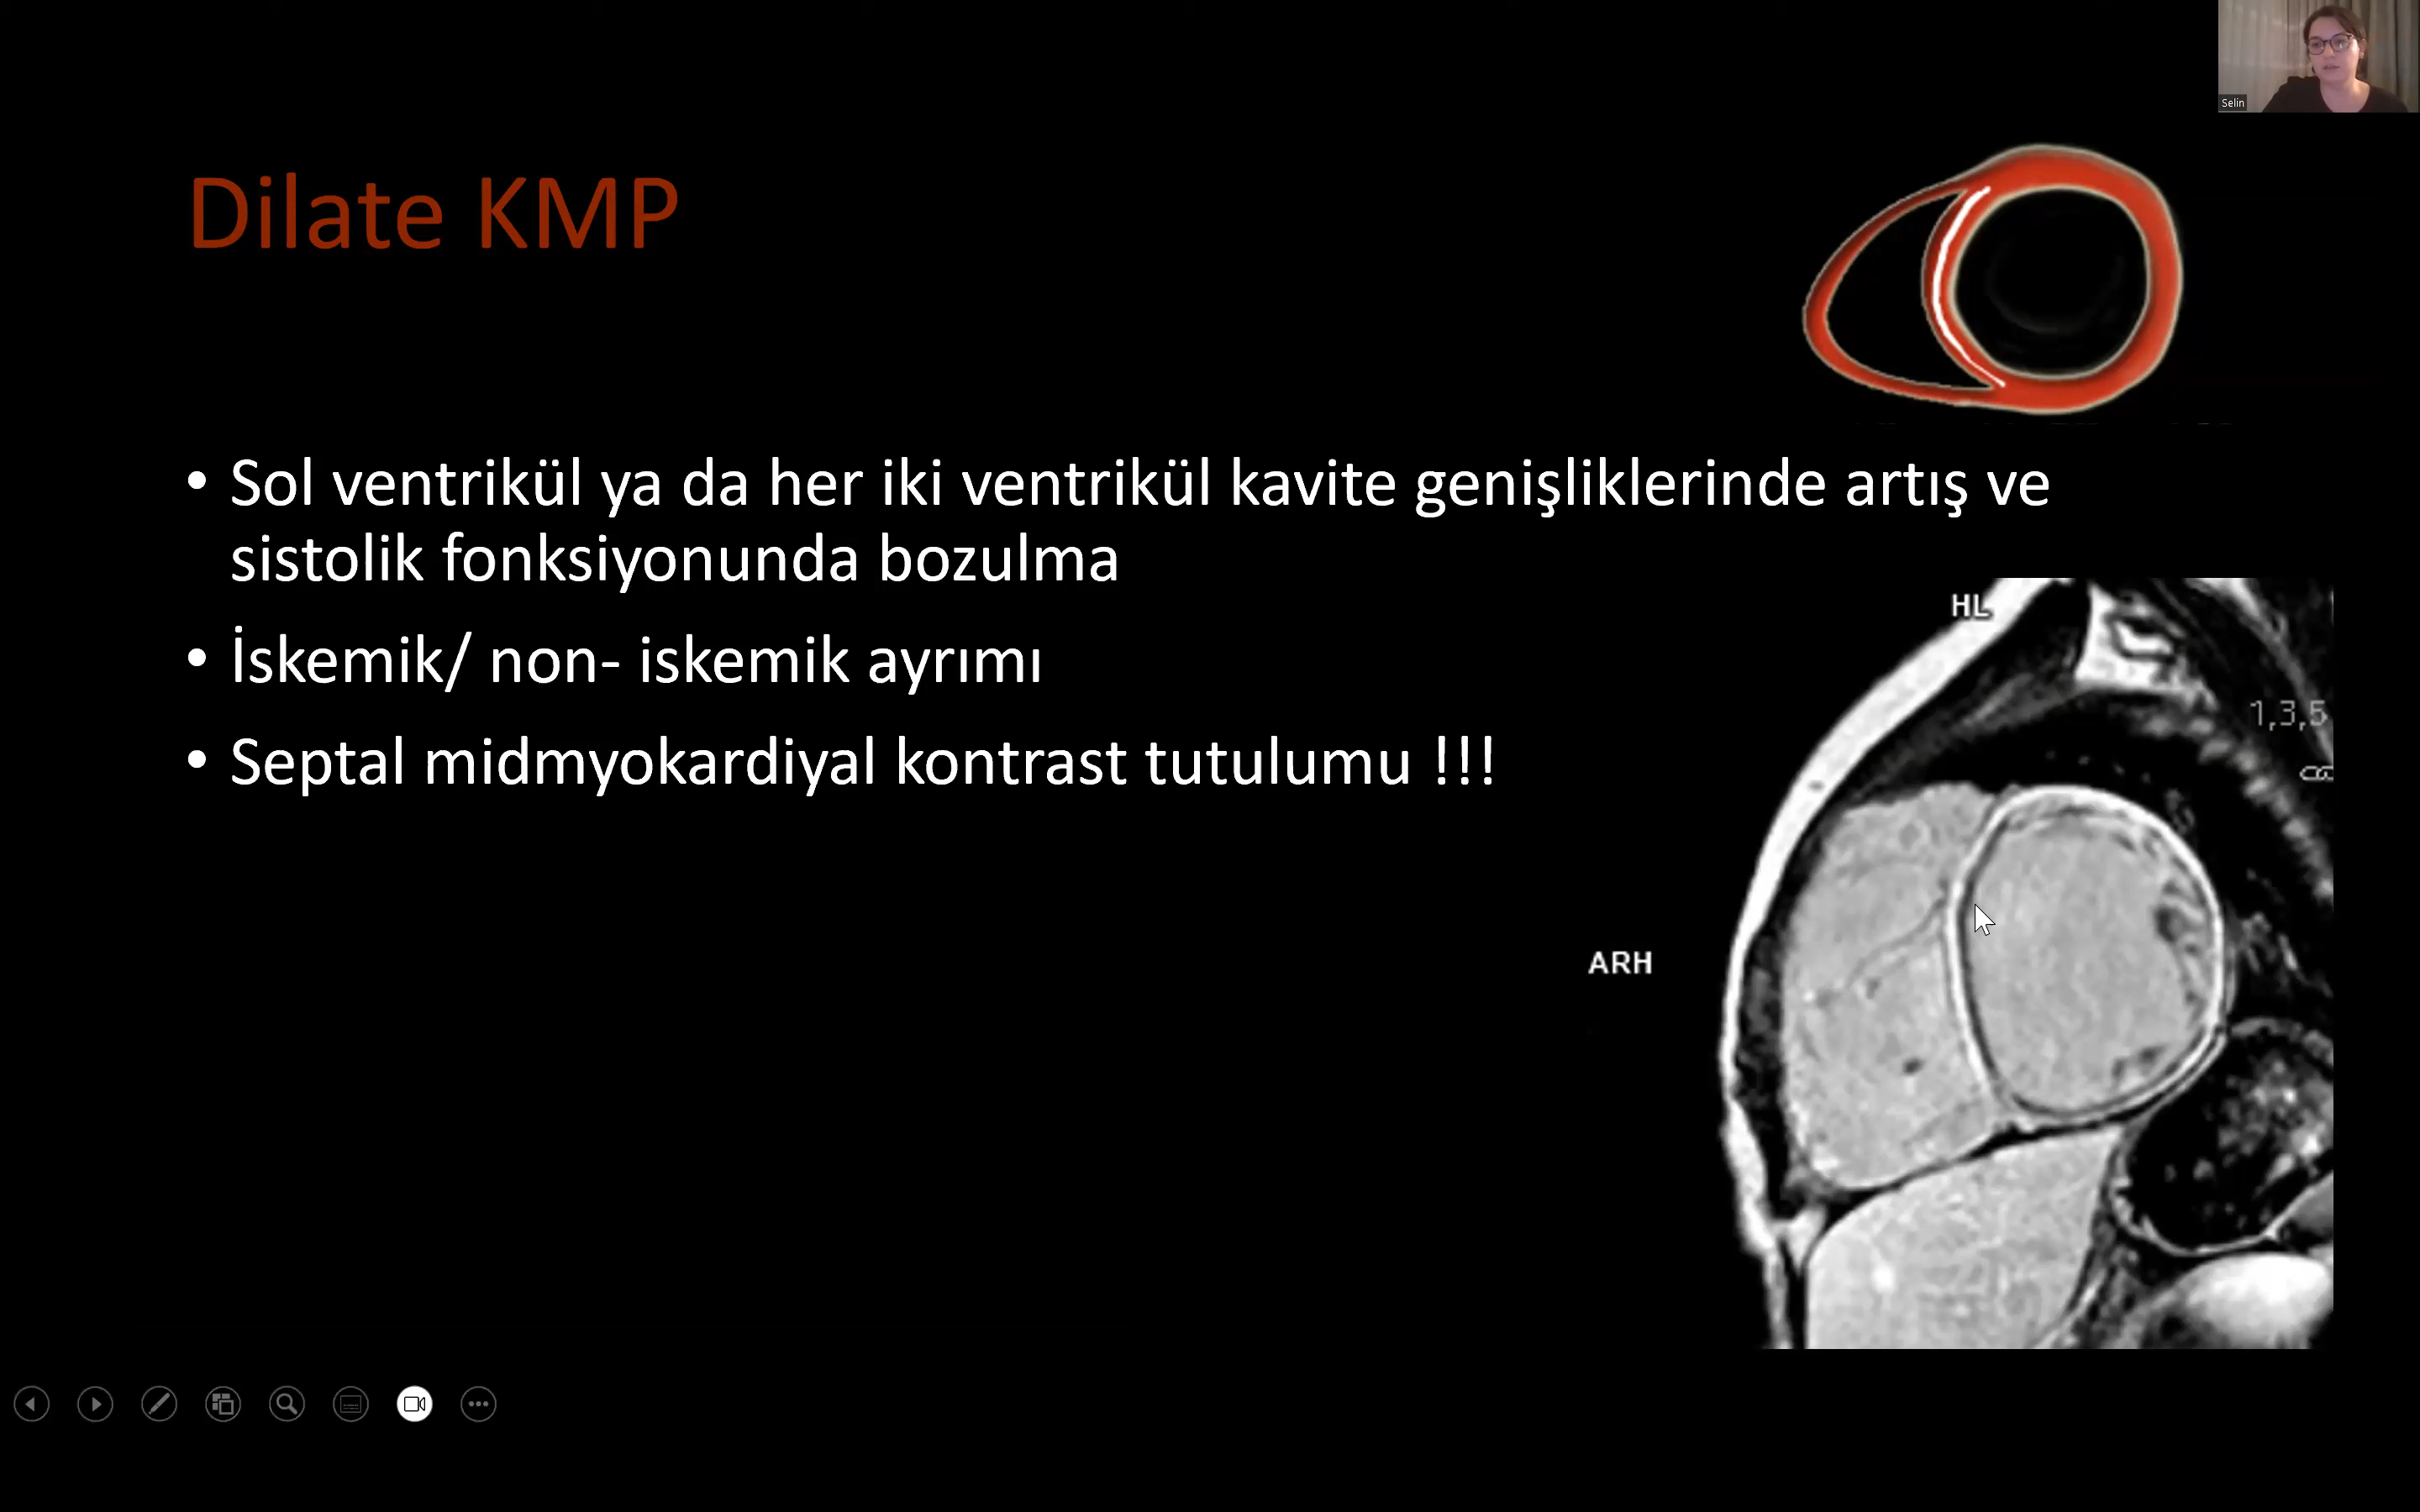 Selin
Dilate KMP
• Sol ventrikül ya da her iki ventrikül kavite genişliklerinde artış ve
sistolik fonksiyonunda bozulma
• İskemik/ non- iskemik ayrımı
• Septal midmyokardiyal kontrast tutulumu !!!
HL
1,3,5
ARH